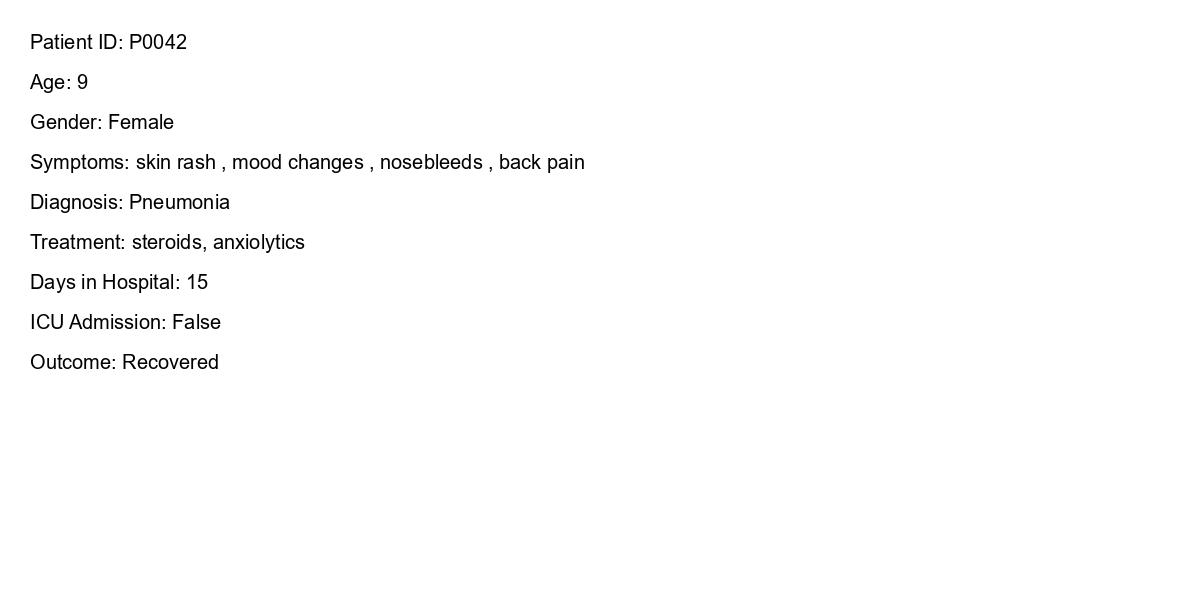 Patient ID: P0042
Age: 9
Gender: Female
Symptoms: skin rash , mood changes , nosebleeds , back pain
Diagnosis: Pneumonia
Treatment: steroids, anxiolytics
Days in Hospital: 15
ICU Admission: False
Outcome: Recovered